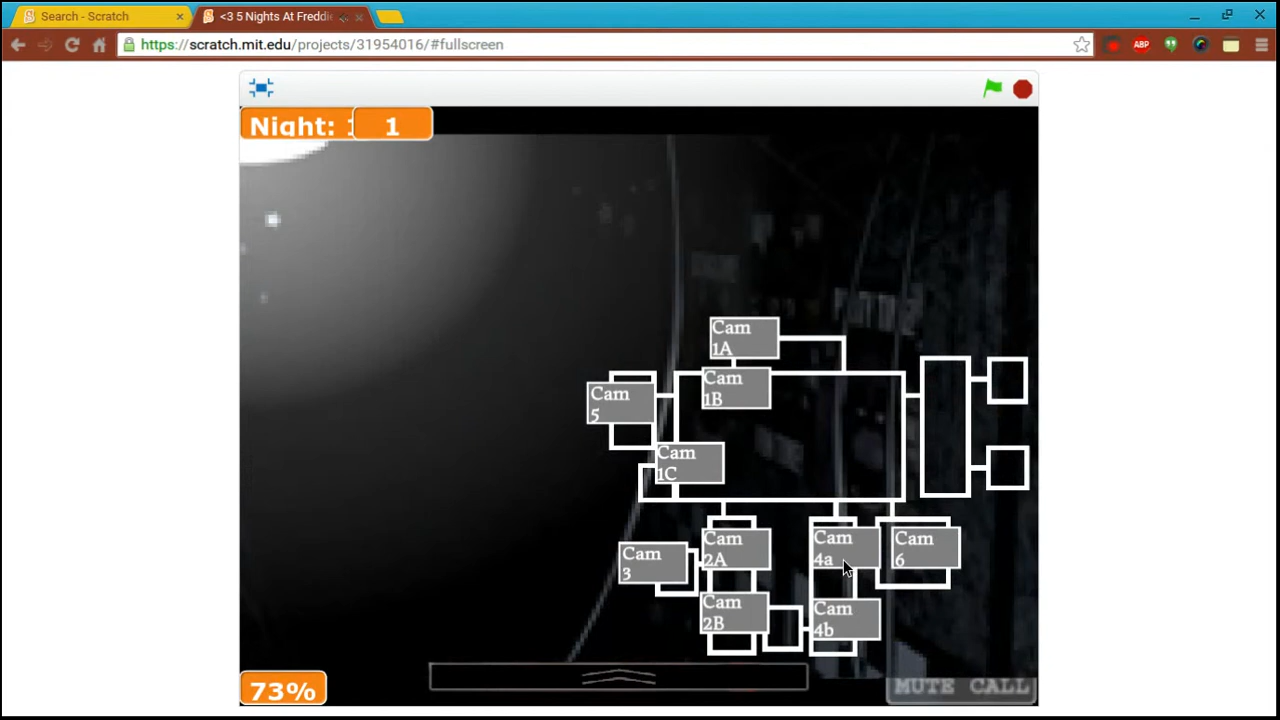 Search - Scratch
<3 5 Nights At Freddi
https://scratch.mit.edu/projects/31954016/#fullscreen
ABP
Night: 1
1
Cam
1A
Cam
1B
Cam
5
Cam
1C
Cam
2A
Cam
4a
Cam
6
Cam
3
Cam
2B
Cam
4b
73%
MUTE CALL